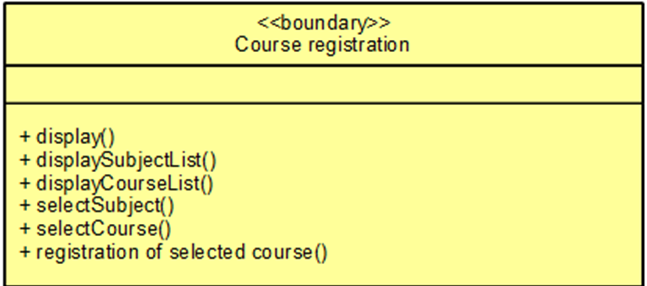 <<boundary>>
Course registration
+ display()
+ displaySubjectList()
+ displayCourseList()
+ selectSubject()
+ selectCourse()
+ registration of selected course()